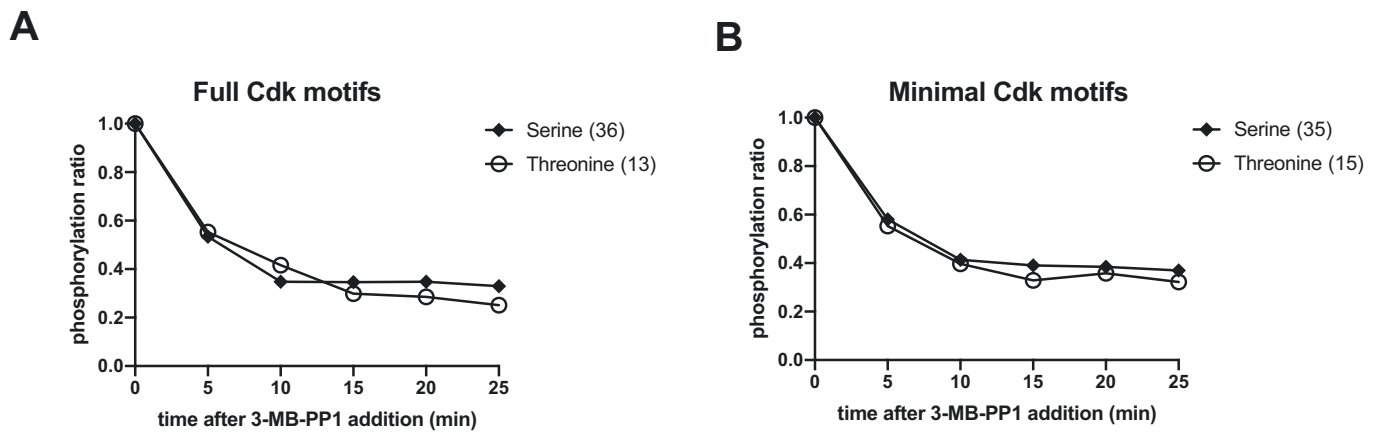 A
Full Cdk motifs
phosphorylation ratio
1.0
0.8
0.6
0.4
0.2
0.0
0 5 10 15 20 25
time after 3-MB-PP1 addition (min)
Serine (36)
Threonine (13)
B
Minimal Cdk motifs
phosphorylation ratio
1.0
0.8
0.6
0.4
0.2
0.0
0 5 10 15 20 25
time after 3-MB-PP1 addition (min)
Serine (35)
Threonine (15)